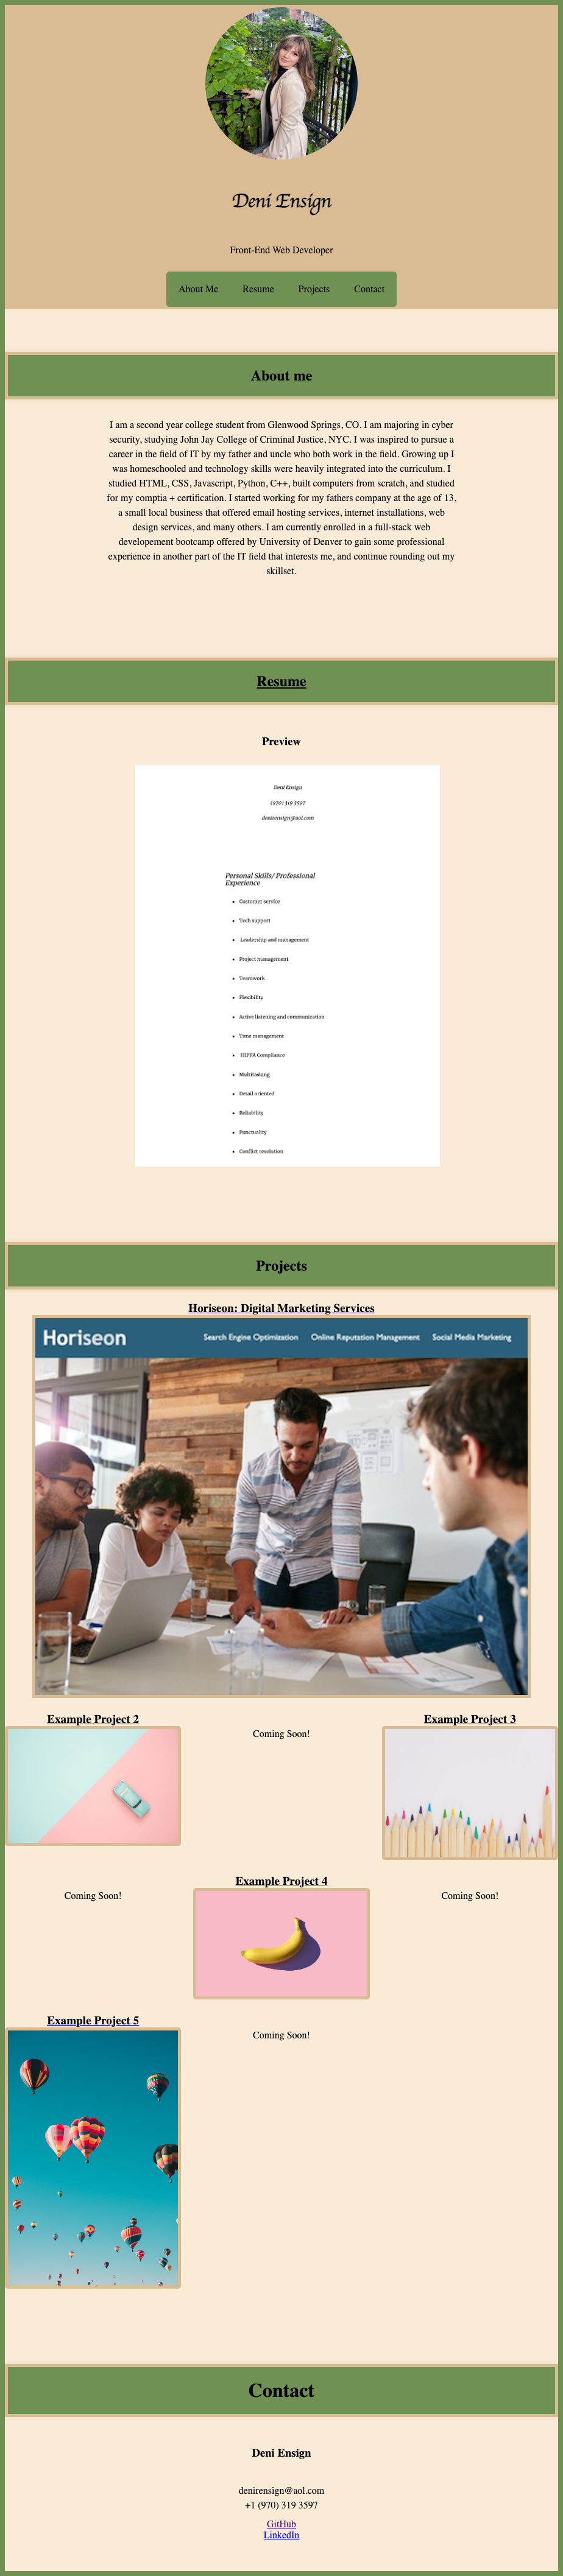 Deni Ensign
Front-End Web Developer
About Me
Resume
Projects
Contact
About me
I am a second year college student from Glenwood Springs, CO. I am majoring in cyber
security, studying John Jay College of Criminal Justice, NYC. I was inspired to pursue a
career in the field of IT by my father and uncle who both work in the field. Growing up I
was homeschooled and technology skills were heavily integrated into the curriculum. I
studied HTML, CSS, Javascript, Python, C++, built computers from scratch, and studied
for my comptia + certification. I started working for my fathers company at the age of 13,
a small local business that offered email hosting services, internet installations, web
design services, and many others. I am currently enrolled in a full-stack web
developement bootcamp offered by University of Denver to gain some professional
experience in another part of the IT field that interests me, and continue rounding out my
skillset.
Resume
Preview
Deni Ensign
(970) 319 3597
denirensign@aol.com
Personal Skills/ Professional
Experience
• Customer service
• Tech support
• Leadership and management
• Project management
• Teamwork
• Flexibility
• Active listening and communication
• Time management
• HIPPA Compliance
• Multitasking
• Detail oriented
• Reliability
• Punctuality
• Conflict resolution
Projects
Horiseon: Digital Marketing Services
Horiseon
Search Engine Optimization
Online Reputation Management
Social Media Marketing
Example Project 2
Coming Soon!
Example Project 3
Coming Soon!
Example Project 4
Coming Soon!
Example Project 5
Coming Soon!
Contact
Deni Ensign
denirensign@aol.com
+1 (970) 319 3597
GitHub
LinkedIn